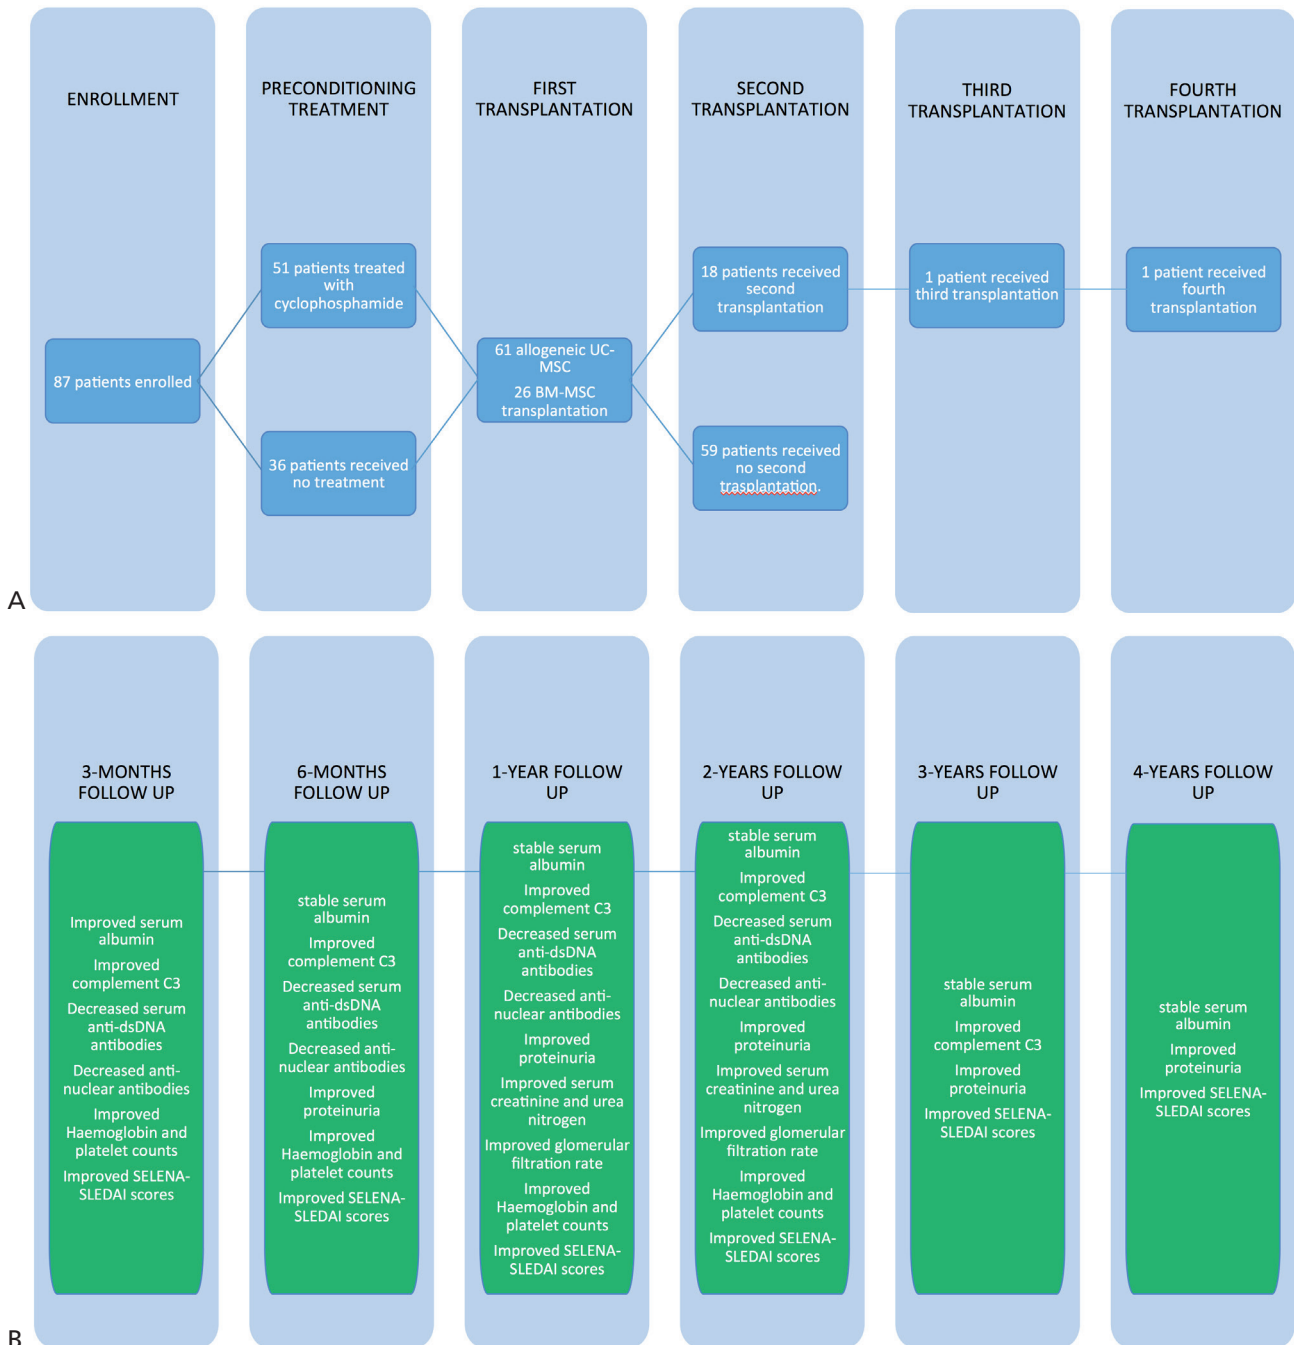 ENROLLMENT
PRECONDITIONING
TREATMENT
FIRST
TRANSPLANTATION
SECOND
TRANSPLANTATION
THIRD
TRANSPLANTATION
FOURTH
TRANSPLANTATION
87 patients enrolled
51 patients treated
with
cyclophosphamide
36 patients received
no treatment
61 allogeneic UC-
MSC
26 BM-MSC
transplantation
18 patients received
second
transplantation
59 patients received
no second
trasplantation.
1 patient received
third transplantation
1 patient received
fourth
transplantation
A
3-MONTHS
FOLLOW UP
Improved serum
albumin
Improved
complement C3
Decreased serum
anti-dsDNA
antibodies
Decreased anti-
nuclear antibodies
Improved
Haemoglobin and
platelet counts
Improved SELENA-
SLEDAI scores
6-MONTHS
FOLLOW UP
stable serum
albumin
Improved
complement C3
Decreased serum
anti-dsDNA
antibodies
Decreased anti-
nuclear antibodies
Improved
proteinuria
Improved
Haemoglobin and
platelet counts
Improved SELENA-
SLEDAI scores
1-YEAR FOLLOW
UP
stable serum
albumin
Improved
complement C3
Decreased serum
anti-dsDNA
antibodies
Decreased anti-
nuclear antibodies
Improved
proteinuria
Improved serum
creatinine and urea
nitrogen
Improved glomerular
filtration rate
Improved
Haemoglobin and
platelet counts
Improved SELENA-
SLEDAI scores
2-YEARS FOLLOW
UP
stable serum
albumin
Improved
complement C3
Decreased serum
anti-dsDNA
antibodies
Decreased anti-
nuclear antibodies
Improved
proteinuria
Improved serum
creatinine and urea
nitrogen
Improved glomerular
filtration rate
Improved
Haemoglobin and
platelet counts
Improved SELENA-
SLEDAI scores
3-YEARS FOLLOW
UP
stable serum
albumin
Improved
complement C3
Improved
proteinuria
Improved SELENA-
SLEDAI scores
4-YEARS FOLLOW
UP
stable serum
albumin
Improved
proteinuria
Improved SELENA-
SLEDAI scores
B